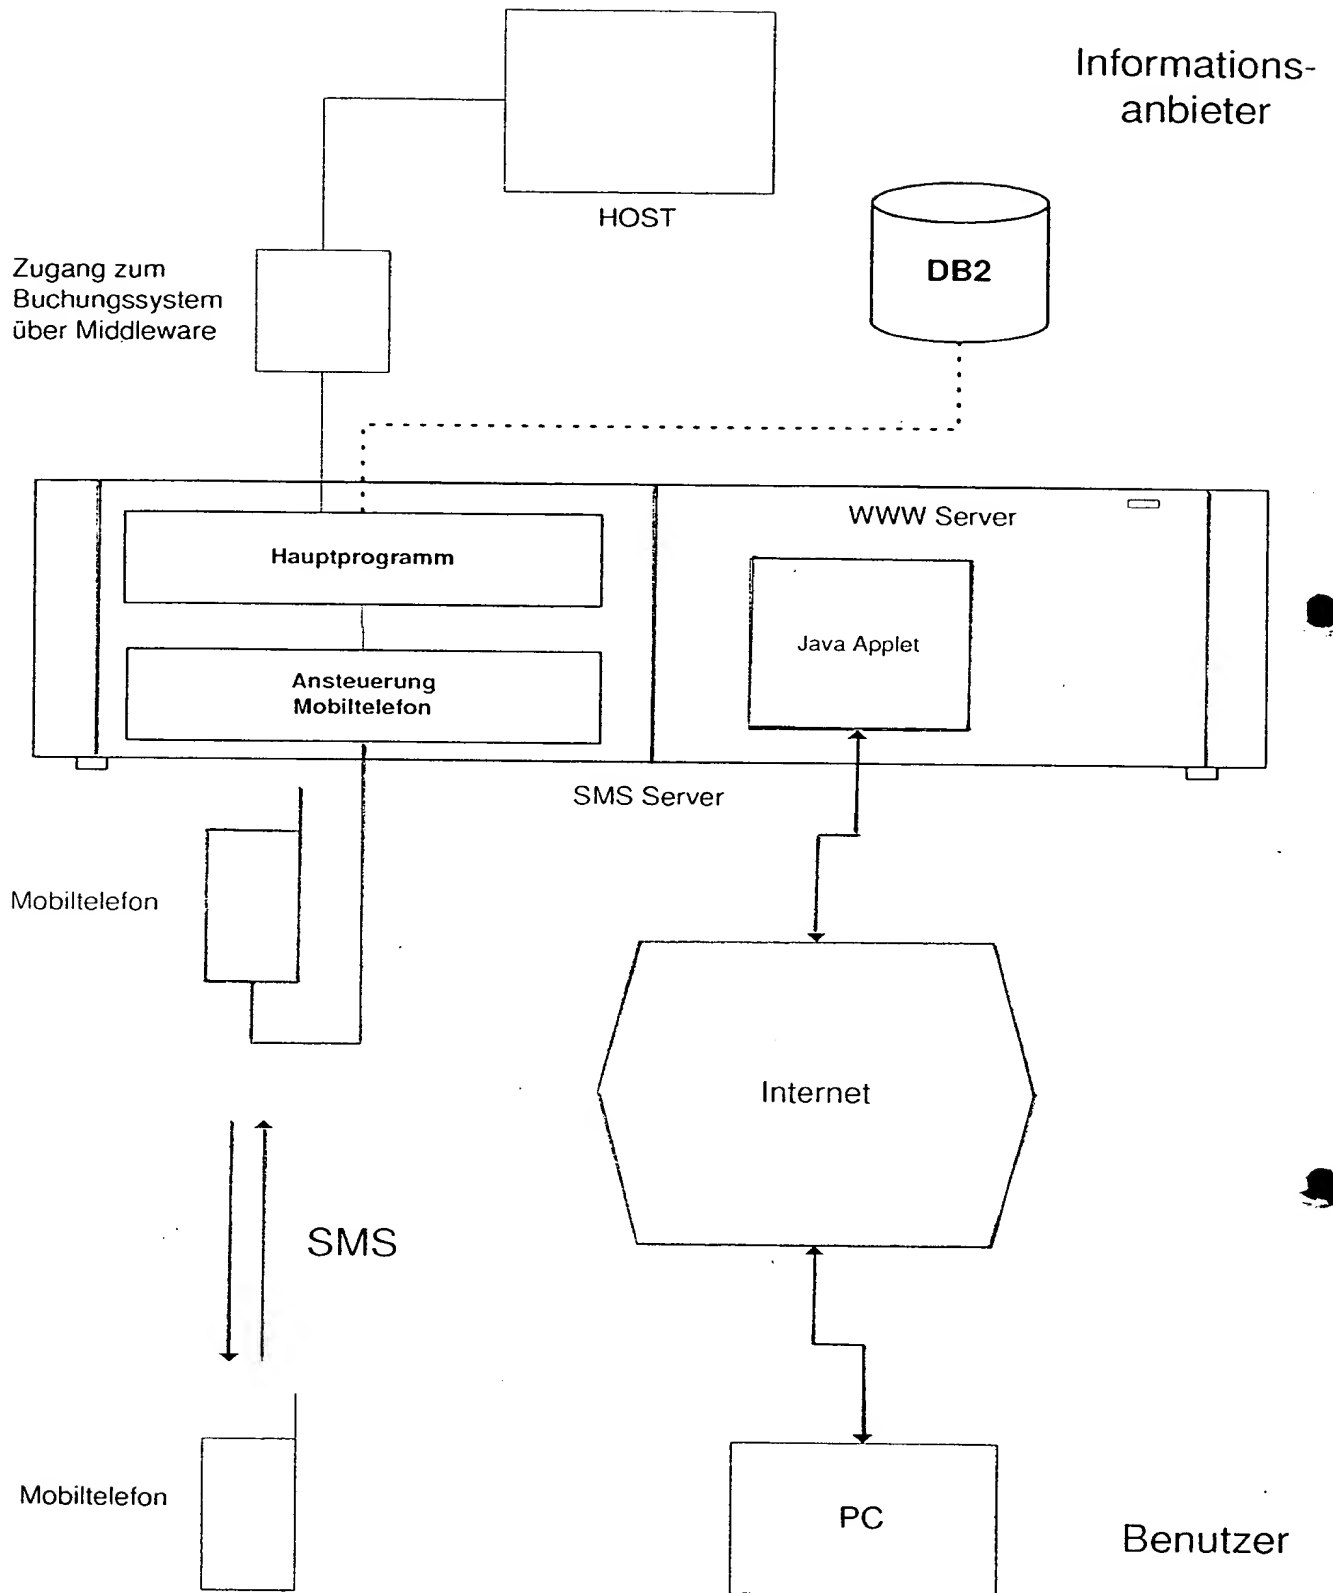 Informations-
anbieter
HOST
DB2
Zugang zum
Buchungssystem
über Middleware
WWW Server
Hauptprogramm
Java Applet
Ansteuerung
Mobiltelefon
SMS Server
Mobiltelefon
Internet
SMS
Mobiltelefon
PC
Benutzer